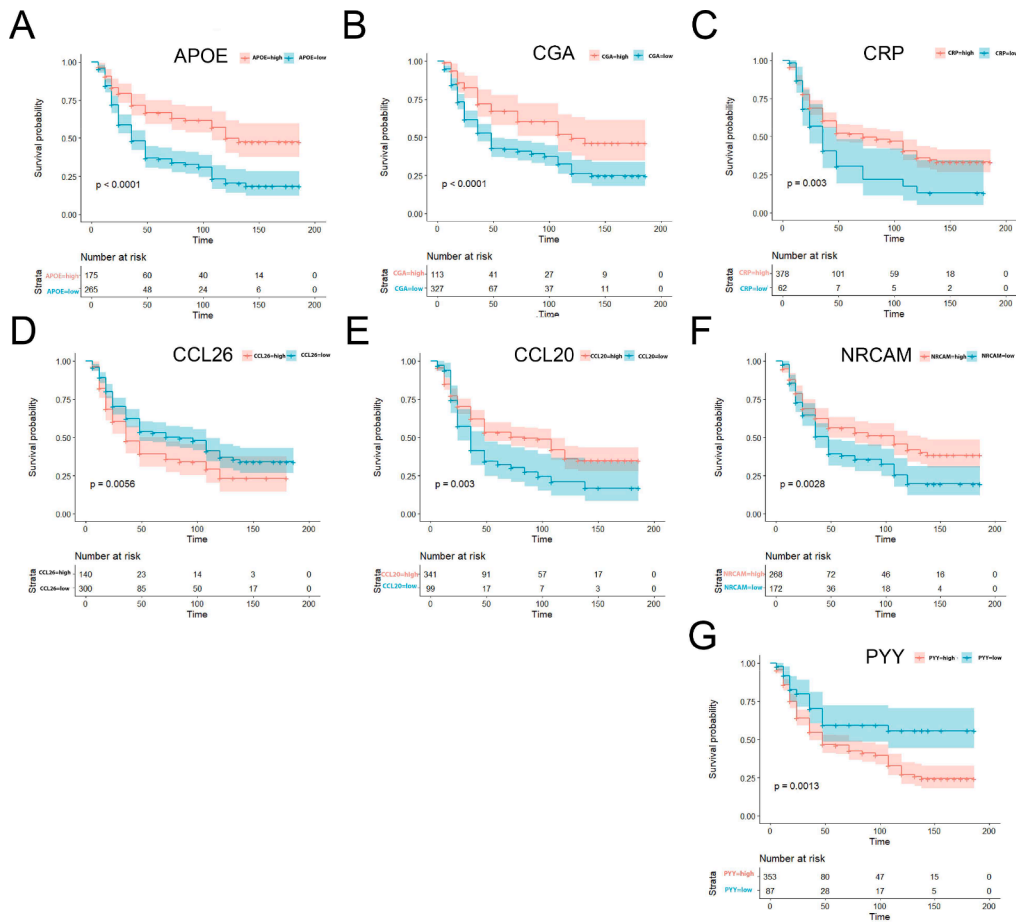 A
APOE
APOE=high APOE=low
1.00
0.75
0.50
0.25
0.00
Survival probability
p < 0.0001
0 50 100 150 200
Time
Number at risk
Strata
APOE=high 175 60 40 14 0
APOE=low 265 48 24 6 0
0 50 100 150 200
Time
B
CGA
CGA=high CGA=low
1.00
0.75
0.50
0.25
0.00
Survival probability
p < 0.0001
0 50 100 150 200
Time
Number at risk
Strata
CGA=high 113 41 27 9 0
CGA=low 327 67 37 11 0
0 50 100 150 200
Time
C
CRP
CRP=high CRP=low
1.00
0.75
0.50
0.25
0.00
Survival probability
p = 0.003
0 50 100 150 200
Time
Number at risk
Strata
CRP=high 378 101 59 18 0
CRP=low 62 7 5 2 0
0 50 100 150 200
Time
D
CCL26
CCL26=high CCL26=low
1.00
0.75
0.50
0.25
0.00
Survival probability
p = 0.0056
0 50 100 150 200
Time
Number at risk
Strata
CCL26=high 140 23 14 3 0
CCL26=low 300 85 50 17 0
0 50 100 150 200
Time
E
CCL20
CCL20=high CCL20=low
1.00
0.75
0.50
0.25
0.00
Survival probability
p = 0.003
0 50 100 150 200
Time
Number at risk
Strata
CCL20=high 341 91 57 17 0
CCL20=low 99 17 7 3 0
0 50 100 150 200
Time
F
NRCAM
NRCAM=high NRCAM=low
1.00
0.75
0.50
0.25
0.00
Survival probability
p = 0.0028
0 50 100 150 200
Time
Number at risk
Strata
NRCAM=high 268 72 46 16 0
NRCAM=low 172 36 18 4 0
0 50 100 150 200
Time
G
PYY
PYY=high PYY=low
1.00
0.75
0.50
0.25
0.00
Survival probability
p = 0.0013
0 50 100 150 200
Time
Number at risk
Strata
PYY=high 353 80 47 15 0
PYY=low 87 28 17 5 0
0 50 100 150 200
Time